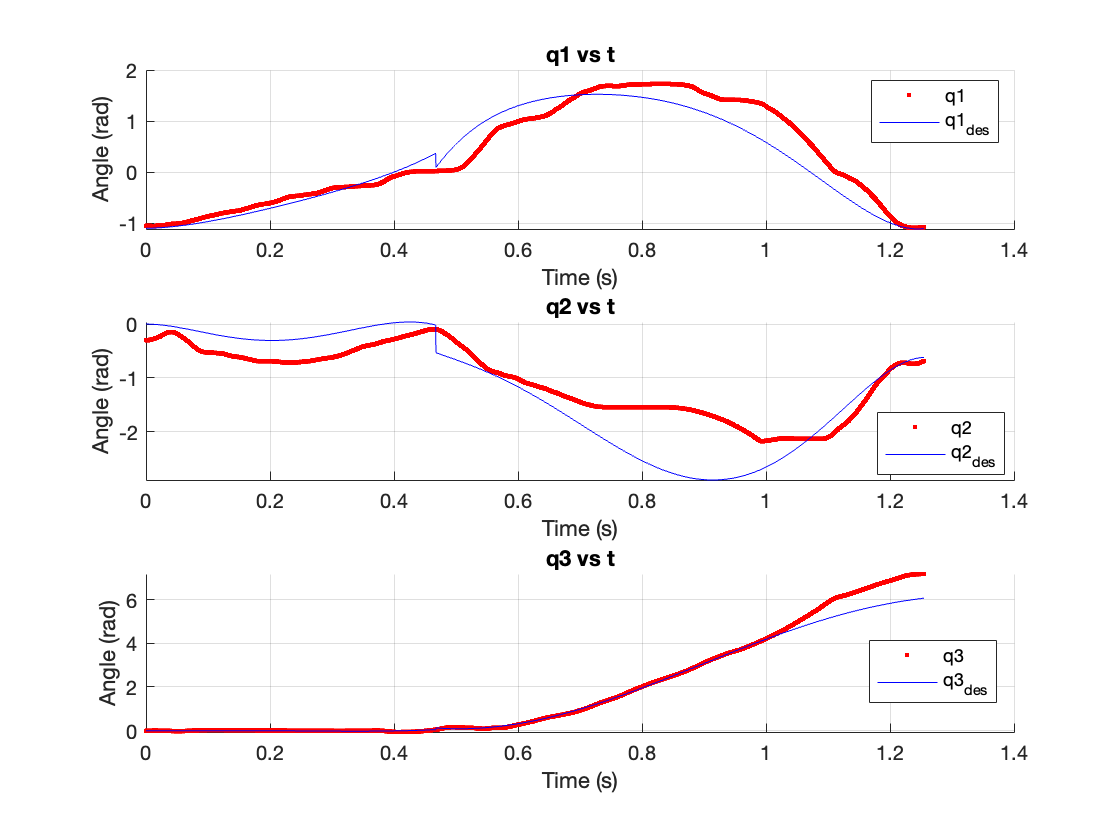 q1 vs t
2
1
0
-1
Angle (rad)
q1
q1des
0 0.2 0.4 0.6 0.8 1 1.2 1.4
Time (s)
q2 vs t
0
-1
-2
Angle (rad)
q2
q2des
0 0.2 0.4 0.6 0.8 1 1.2 1.4
Time (s)
q3 vs t
6
4
2
0
Angle (rad)
q3
q3des
0 0.2 0.4 0.6 0.8 1 1.2 1.4
Time (s)